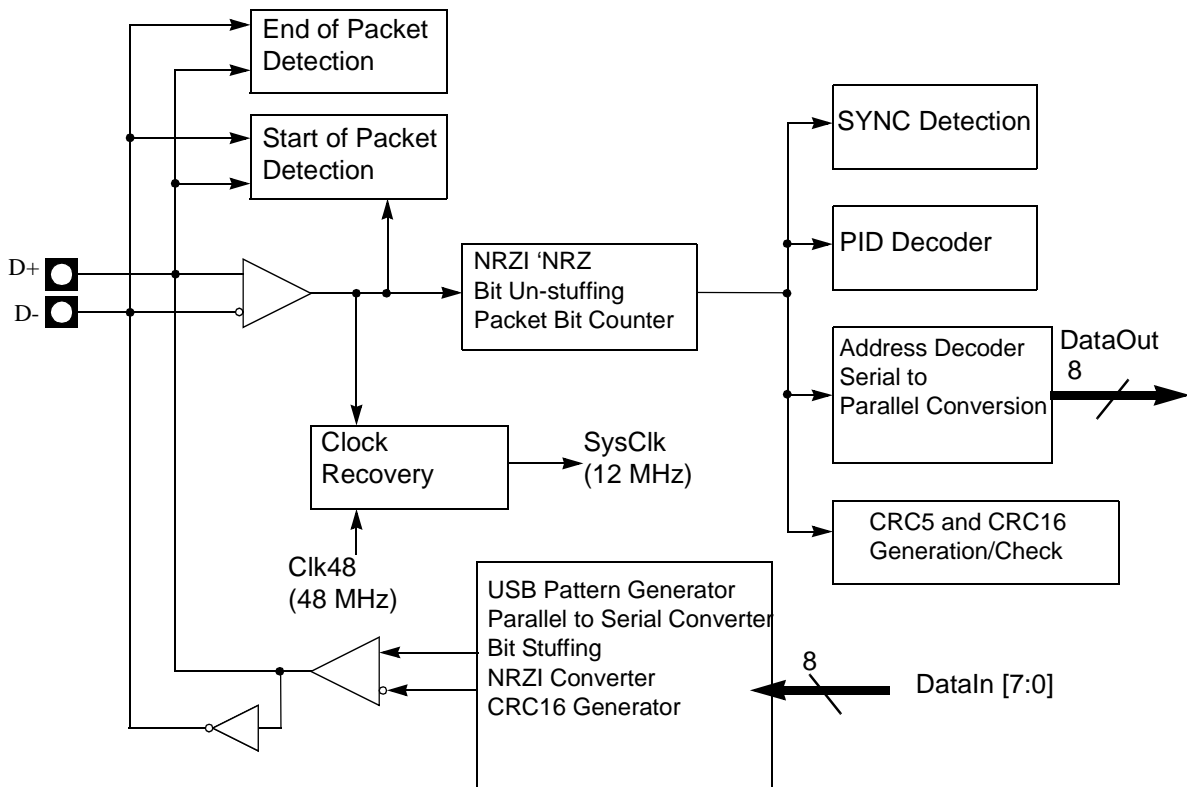 End of Packet
Detection
Start of Packet
Detection
SYNC Detection
PID Decoder
D+
D-
NRZI ‘NRZ
Bit Un-stuffing
Packet Bit Counter
Address Decoder
Serial to
Parallel Conversion
DataOut
8
Clock
Recovery
SysClk
(12 MHz)
CRC5 and CRC16
Generation/Check
Clk48
(48 MHz)
USB Pattern Generator
Parallel to Serial Converter
Bit Stuffing
NRZI Converter
CRC16 Generator
8
DataIn [7:0]